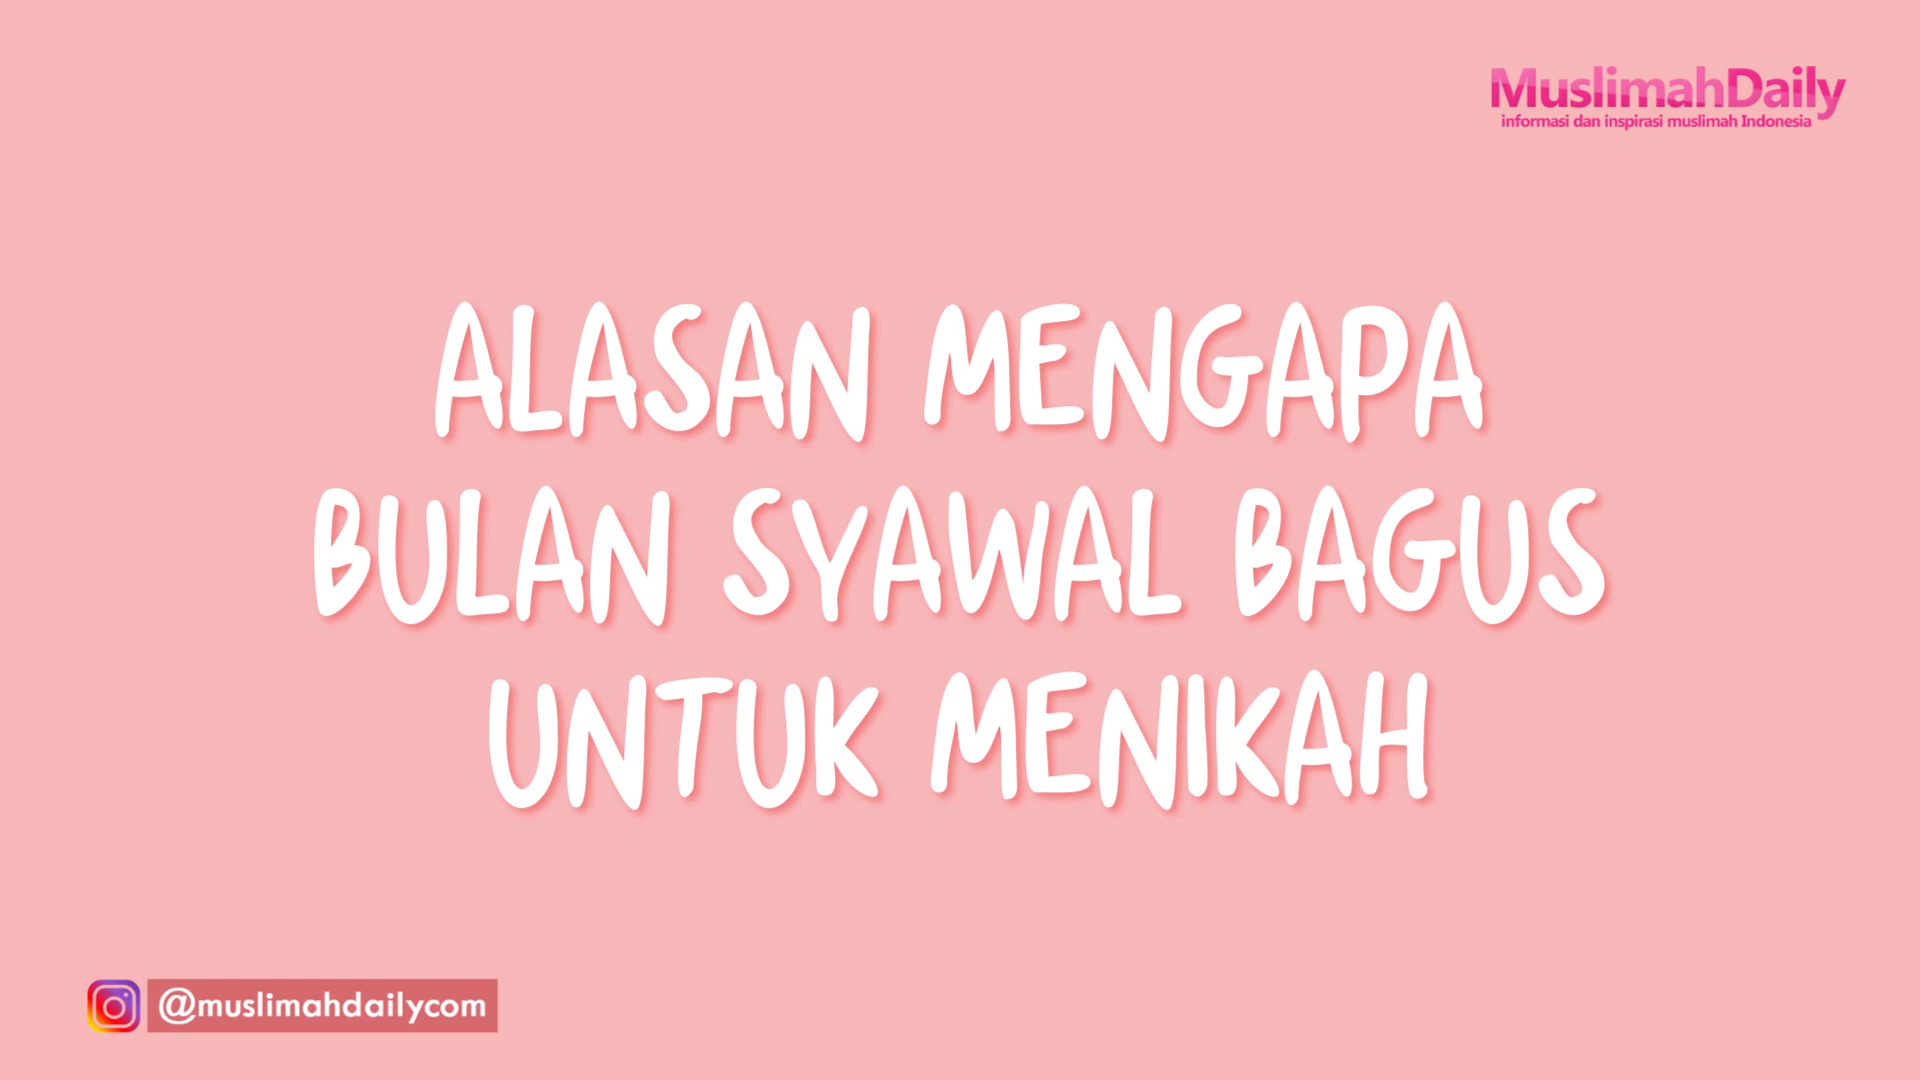 MuslimahDaily
informasi dan inspirasi muslimah Indonesia
ALASAN MENGAPA
BULAN SYAWAL BAGUS
UNTUK MENIKAH
@muslimahdailycom